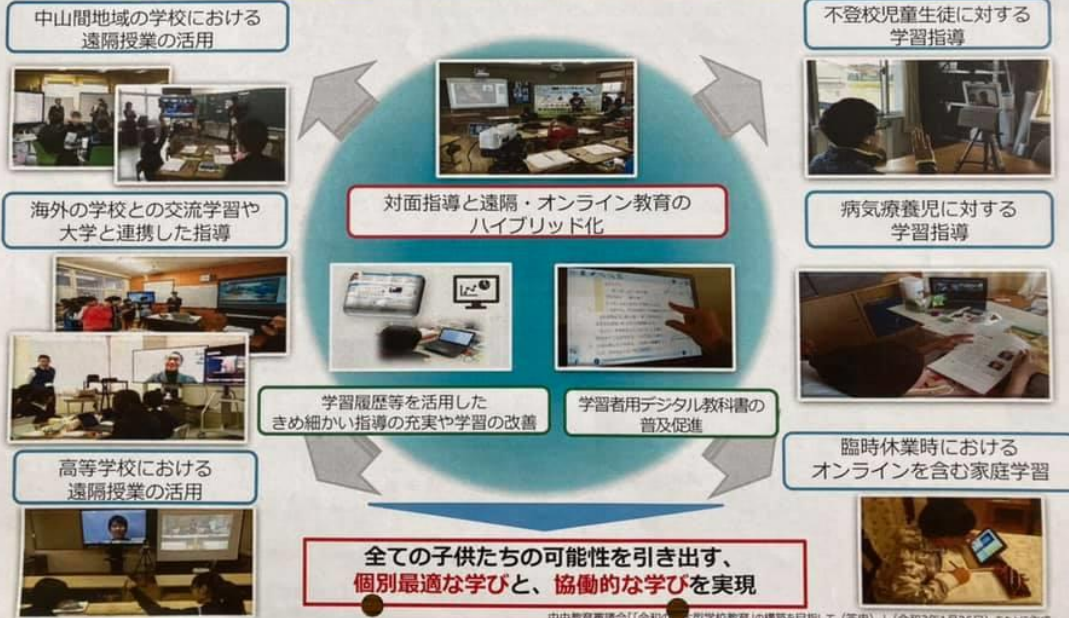 中山間地域の学校における
遠隔授業の活用
不登校児童生徒に対する
学習指導
対面指導と遠隔・オンライン教育の
ハイブリッド化
海外の学校との交流学習や
大学と連携した指導
病気療養児に対する
学習指導
学習履歴等を活用した
きめ細かい指導の充実や学習の改善
学習者用デジタル教科書の
普及促進
高等学校における
遠隔授業の活用
臨時休業時における
オンラインを含む家庭学習
全ての子供たちの可能性を引き出す、
個別最適な学びと、協働的な学びを実現